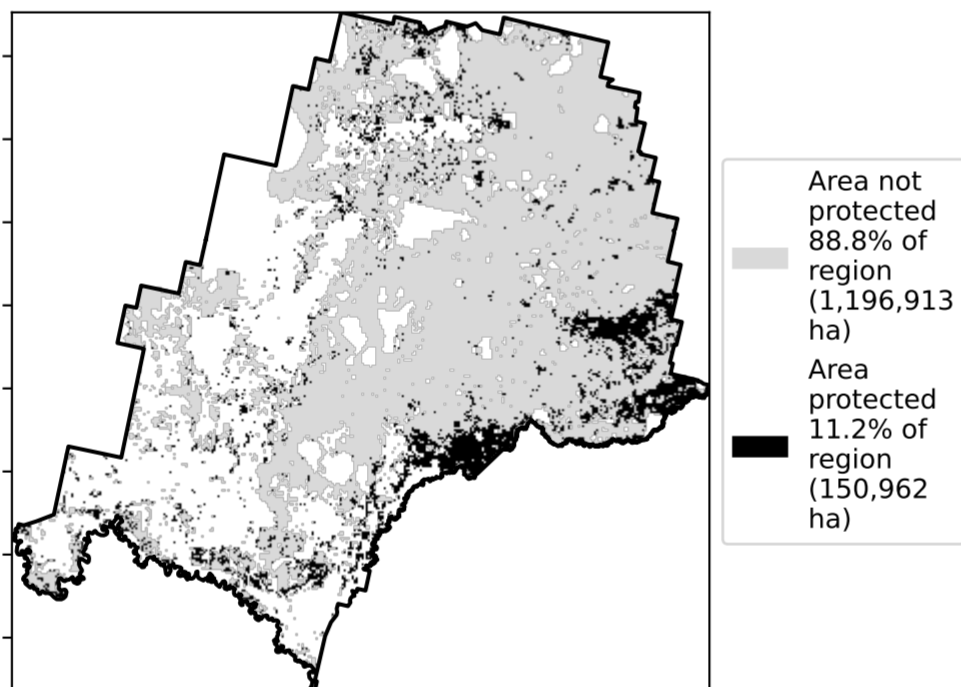 Area not
protected
88.8% of
region
(1,196,913
ha)
Area
protected
11.2% of
region
(150,962
ha)